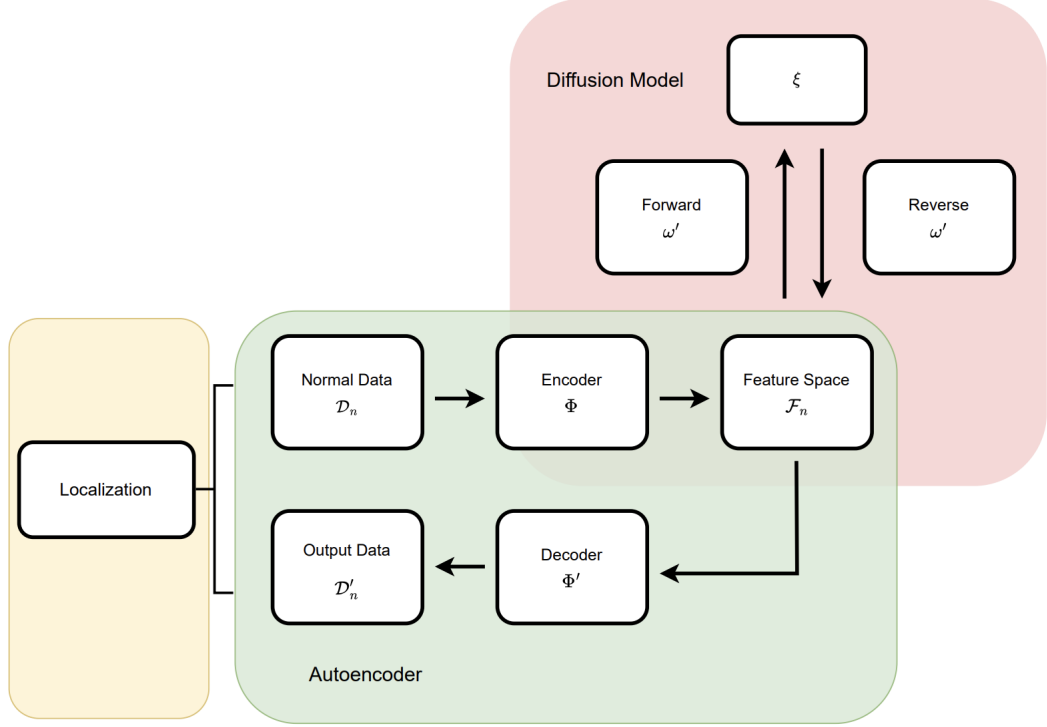 Diffusion Model
ξ
Forward
ω′
Reverse
ω′
Normal Data
𝒟ₙ
Encoder
Φ
Feature Space
ℱₙ
Localization
Output Data
𝒟′ₙ
Decoder
Φ′
Autoencoder